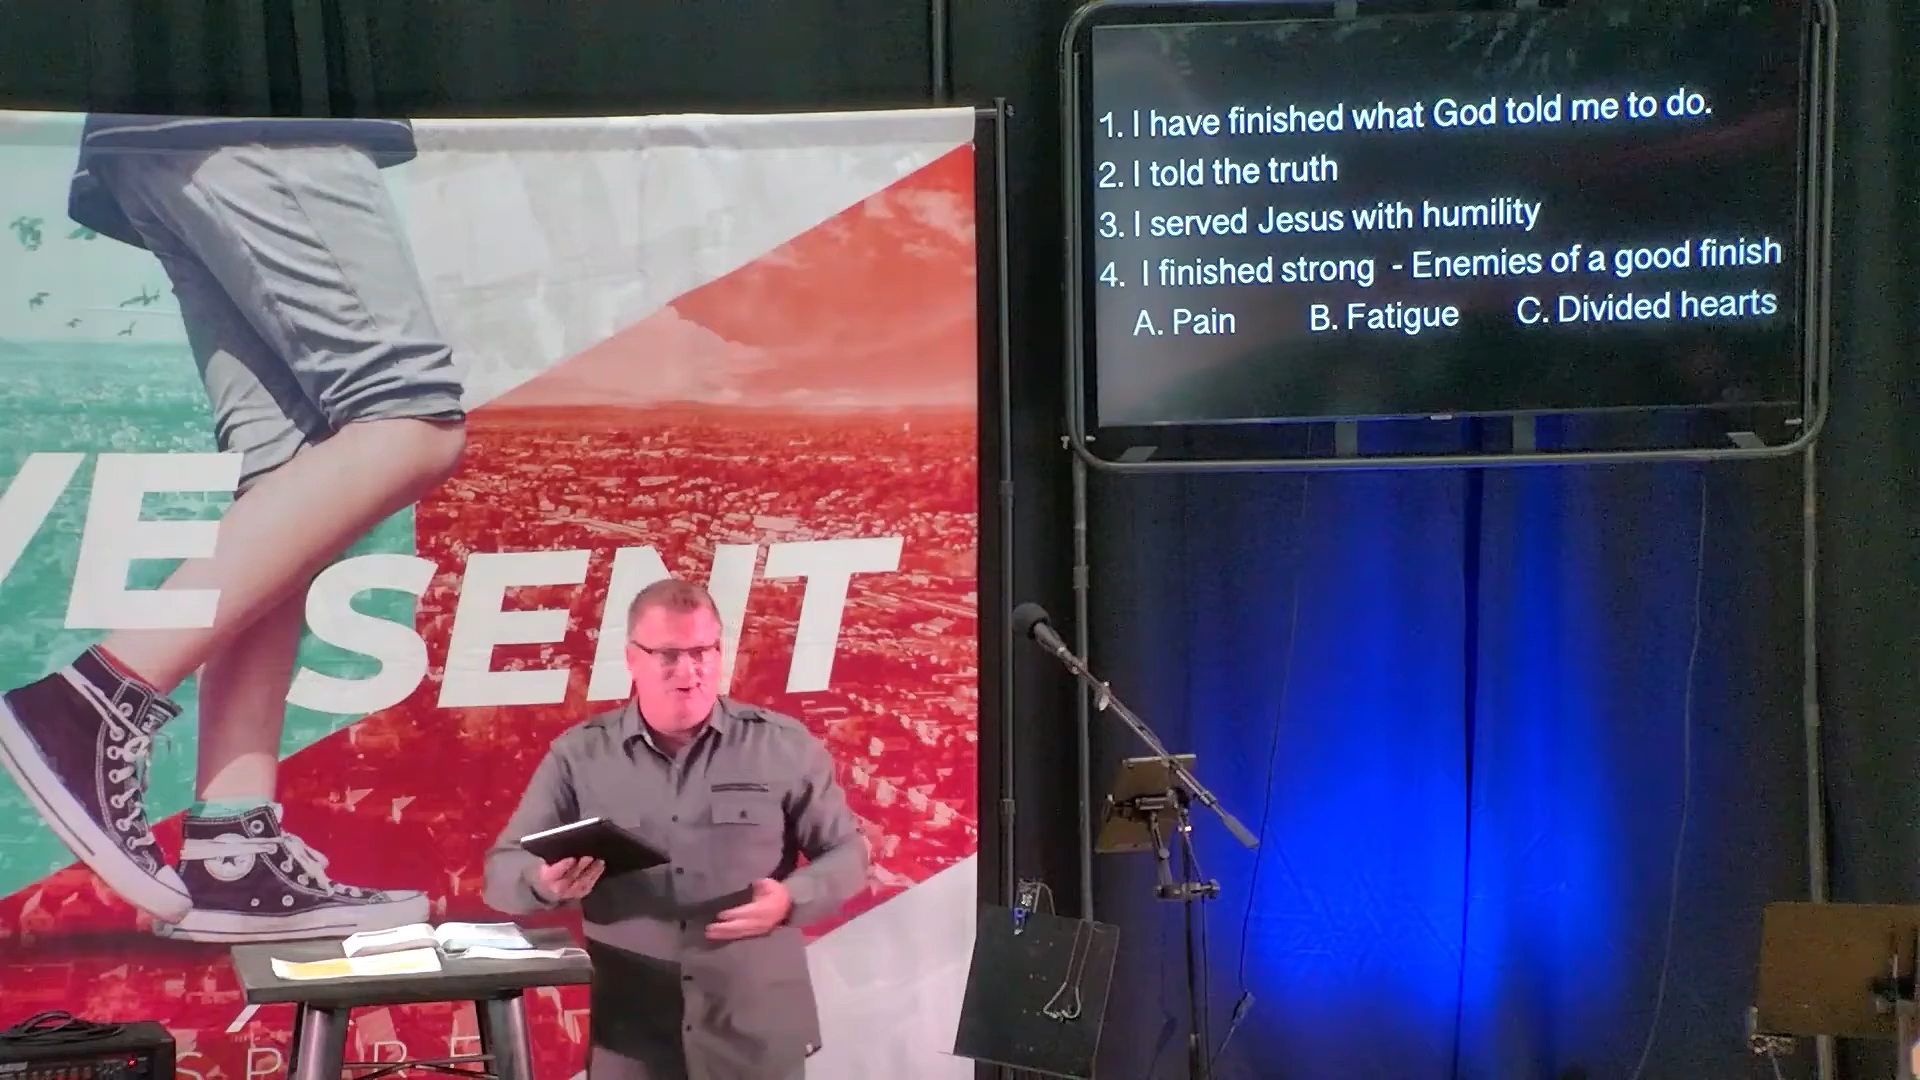 1. I have finished what God told me to do.
2. I told the truth
3. I served Jesus with humility
4. I finished strong - Enemies of a good finish
A. Pain B. Fatigue C. Divided hearts
VE
SENT